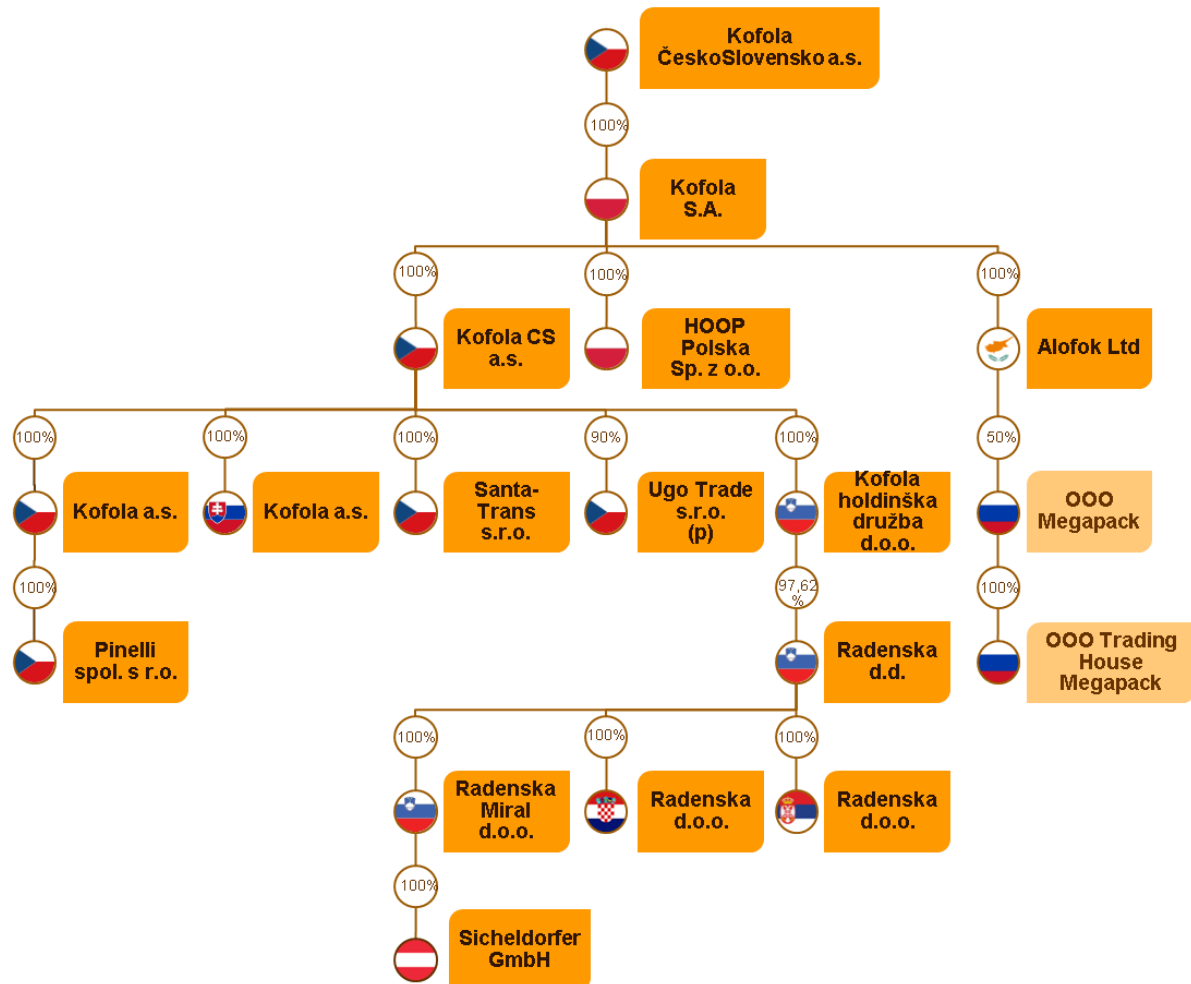 Kofola
ČeskoSlovensko a.s.
100%
Kofola
S.A.
100%
100%
100%
Kofola CS
a.s.
HOOP
Polska
Sp. z o.o.
Alofok Ltd
100%
100%
100%
90%
100%
50%
Kofola a.s.
Kofola a.s.
Santa-
Trans
s.r.o.
Ugo Trade
s.r.o.
(p)
Kofola
holdinška
družba
d.o.o.
OOO
Megapack
100%
97,62
%
100%
Pinelli
spol. s r.o.
Radenska
d.d.
OOO Trading
House
Megapack
100%
100%
100%
Radenska
Miral
d.o.o.
Radenska
d.o.o.
Radenska
d.o.o.
100%
Sicheldorfer
GmbH